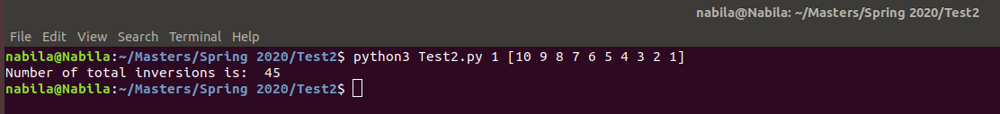 nabila@Nabila: ~/Masters/Spring 2020/Test2
File Edit View Search Terminal Help
nabila@Nabila:~/Masters/Spring 2020/Test2$ python3 Test2.py 1 [10 9 8 7 6 5 4 3 2 1]
Number of total inversions is:  45
nabila@Nabila:~/Masters/Spring 2020/Test2$